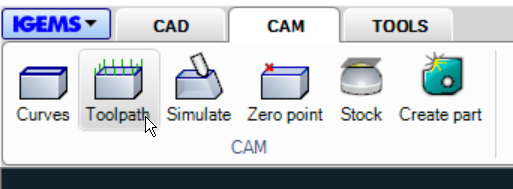 IGEMS CAD CAM TOOLS
Curves Toolpath Simulate Zero point Stock Create part
CAM